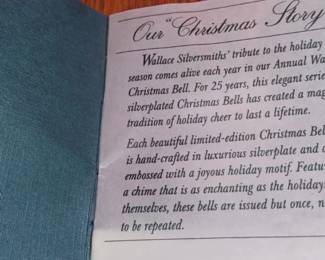 Our "Christmas Story
Wallace Silversmiths' tribute to the holiday
season comes alive each year in our Annual Wa
Christmas Bell. For 25 years, this elegant serie
silverplated Christmas Bells has created a mag
tradition of holiday cheer to last a lifetime.
Each beautiful limited-edition Christmas Bel
is hand-crafted in luxurious silverplate and
embossed with a joyous holiday motif. Featu
a chime that is as enchanting as the holiday
themselves, these bells are issued but once, n
to be repeated.